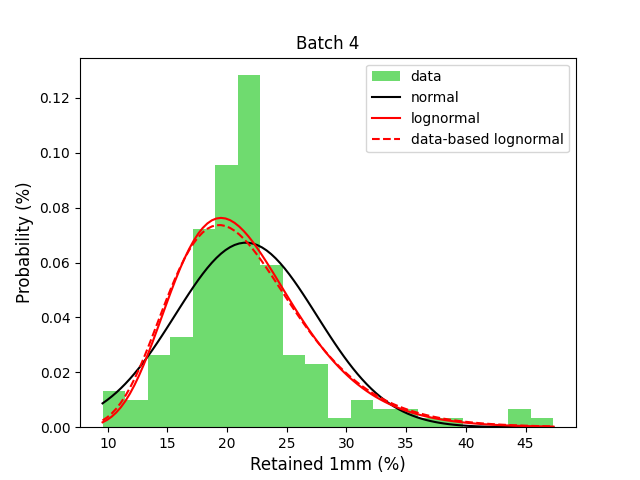 Batch 4
data
normal
lognormal
data-based lognormal
Probability (%)
0.12
0.10
0.08
0.06
0.04
0.02
0.00
10 15 20 25 30 35 40 45
Retained 1mm (%)